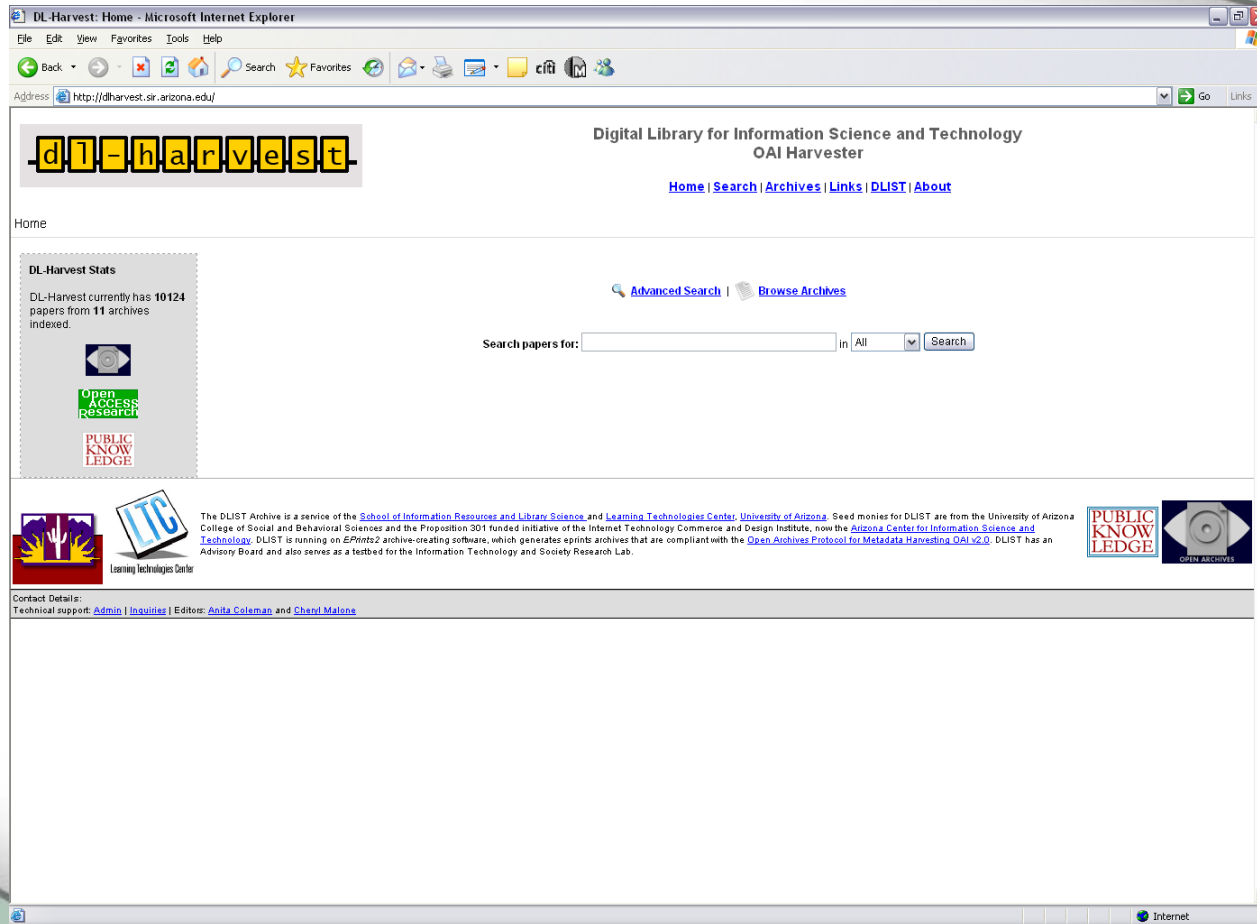 DL-Harvest: Home - Microsoft Internet Explorer
File Edit View Favorites Tools Help
Back Search Favorites citi M
Address http://dlharvest.sir.arizona.edu/ Go Links
dl-harvest
Digital Library for Information Science and Technology
OAI Harvester
Home | Search | Archives | Links | DLIST | About
Home
DL-Harvest Stats
DL-Harvest currently has 10124
papers from 11 archives
indexed.
Open
ACCESS
Research
PUBLIC
KNOW
LEDGE
Advanced Search | Browse Archives
Search papers for: in All Search
LTC
Learning Technologies Center
The DLIST Archive is a service of the School of Information Resources and Library Science and Learning Technologies Center, University of Arizona. Seed monies for DLIST are from the University of Arizona
College of Social and Behavioral Sciences and the Proposition 301 funded initiative of the Internet Technology Commerce and Design Institute, now the Arizona Center for Information Science and
Technology. DLIST is running on EPrints2 archive-creating software, which generates eprints archives that are compliant with the Open Archives Protocol for Metadata Harvesting OAI v2.0. DLIST has an
Advisory Board and also serves as a testbed for the Information Technology and Society Research Lab.
PUBLIC
KNOW
LEDGE
OPEN ARCHIVES
Contact Details:
Technical support: Admin | Inquiries | Editors: Anita Coleman and Cheryl Malone
Internet